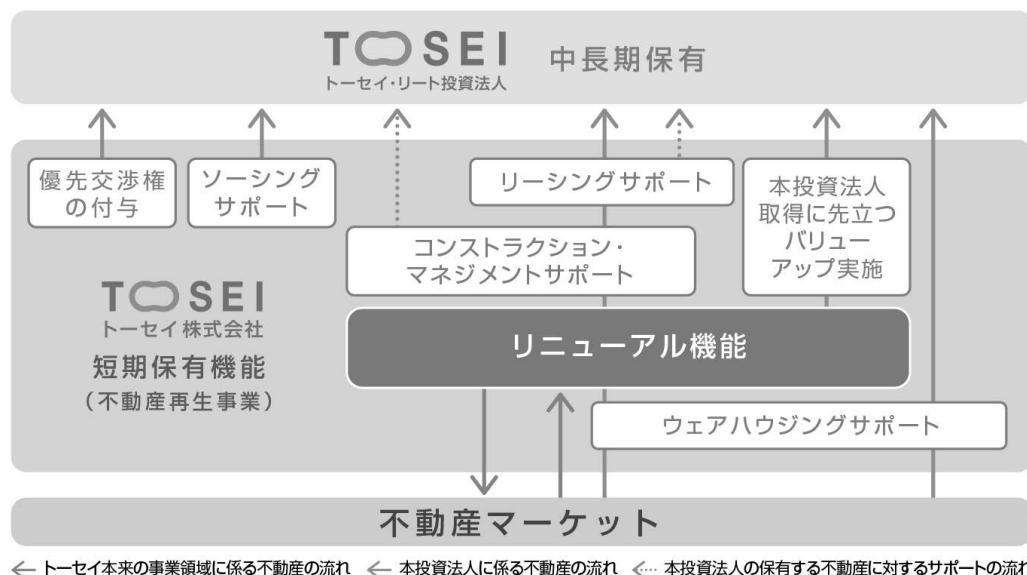 TOSEI
トーセイ・リート投資法人
中長期保有
優先交渉権
の付与
ソーシング
サポート
リーシングサポート
本投資法人
取得に先立つ
バリュー
アップ実施
コンストラクション・
マネジメントサポート
TOSEI
トーセイ株式会社
短期保有機能
（不動産再生事業）
リニューアル機能
ウェアハウジングサポート
不動産マーケット
トーセイ本来の事業領域に係る不動産の流れ
本投資法人に係る不動産の流れ
本投資法人の保有する不動産に対するサポートの流れ